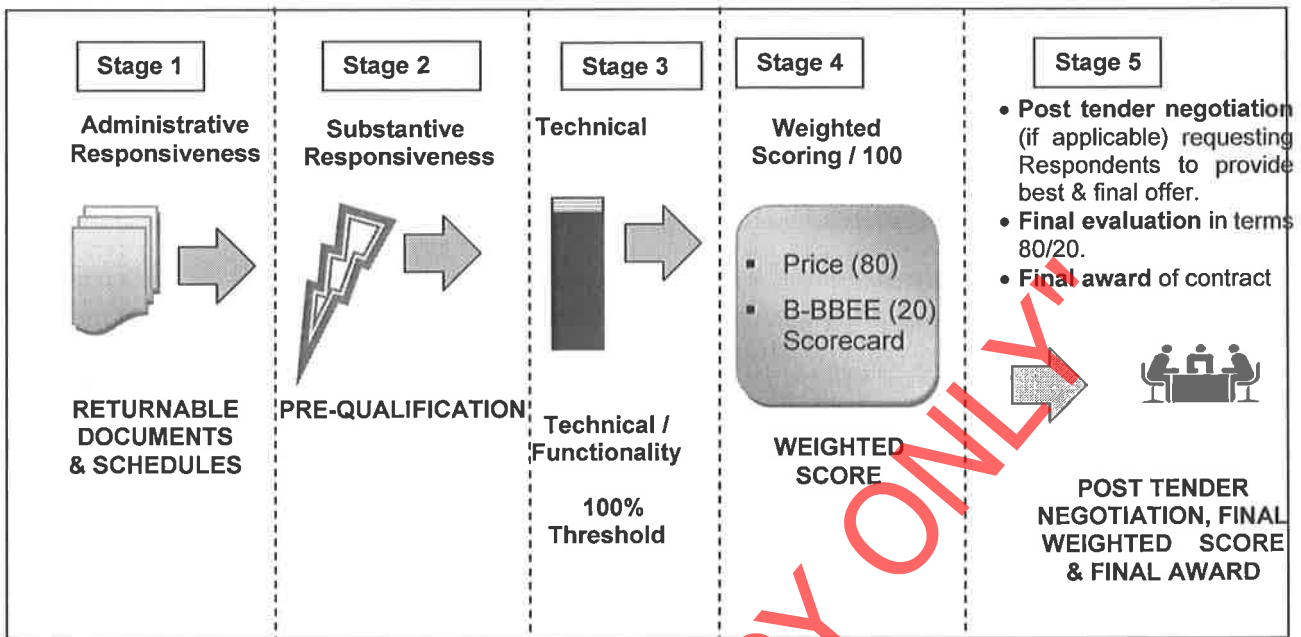 Stage 1
Administrative
Responsiveness
RETURNABLE
DOCUMENTS
& SCHEDULES
Stage 2
Substantive
Responsiveness
PRE-QUALIFICATION
Stage 3
Technical
Technical /
Functionality
100%
Threshold
Stage 4
Weighted
Scoring / 100
▪ Price (80)
▪ B-BBEE (20)
Scorecard
WEIGHTED
SCORE
Stage 5
• Post tender negotiation
(if applicable) requesting
Respondents to provide
best & final offer.
• Final evaluation in terms
80/20.
• Final award of contract
POST TENDER
NEGOTIATION, FINAL
WEIGHTED SCORE
& FINAL AWARD
ONLY"